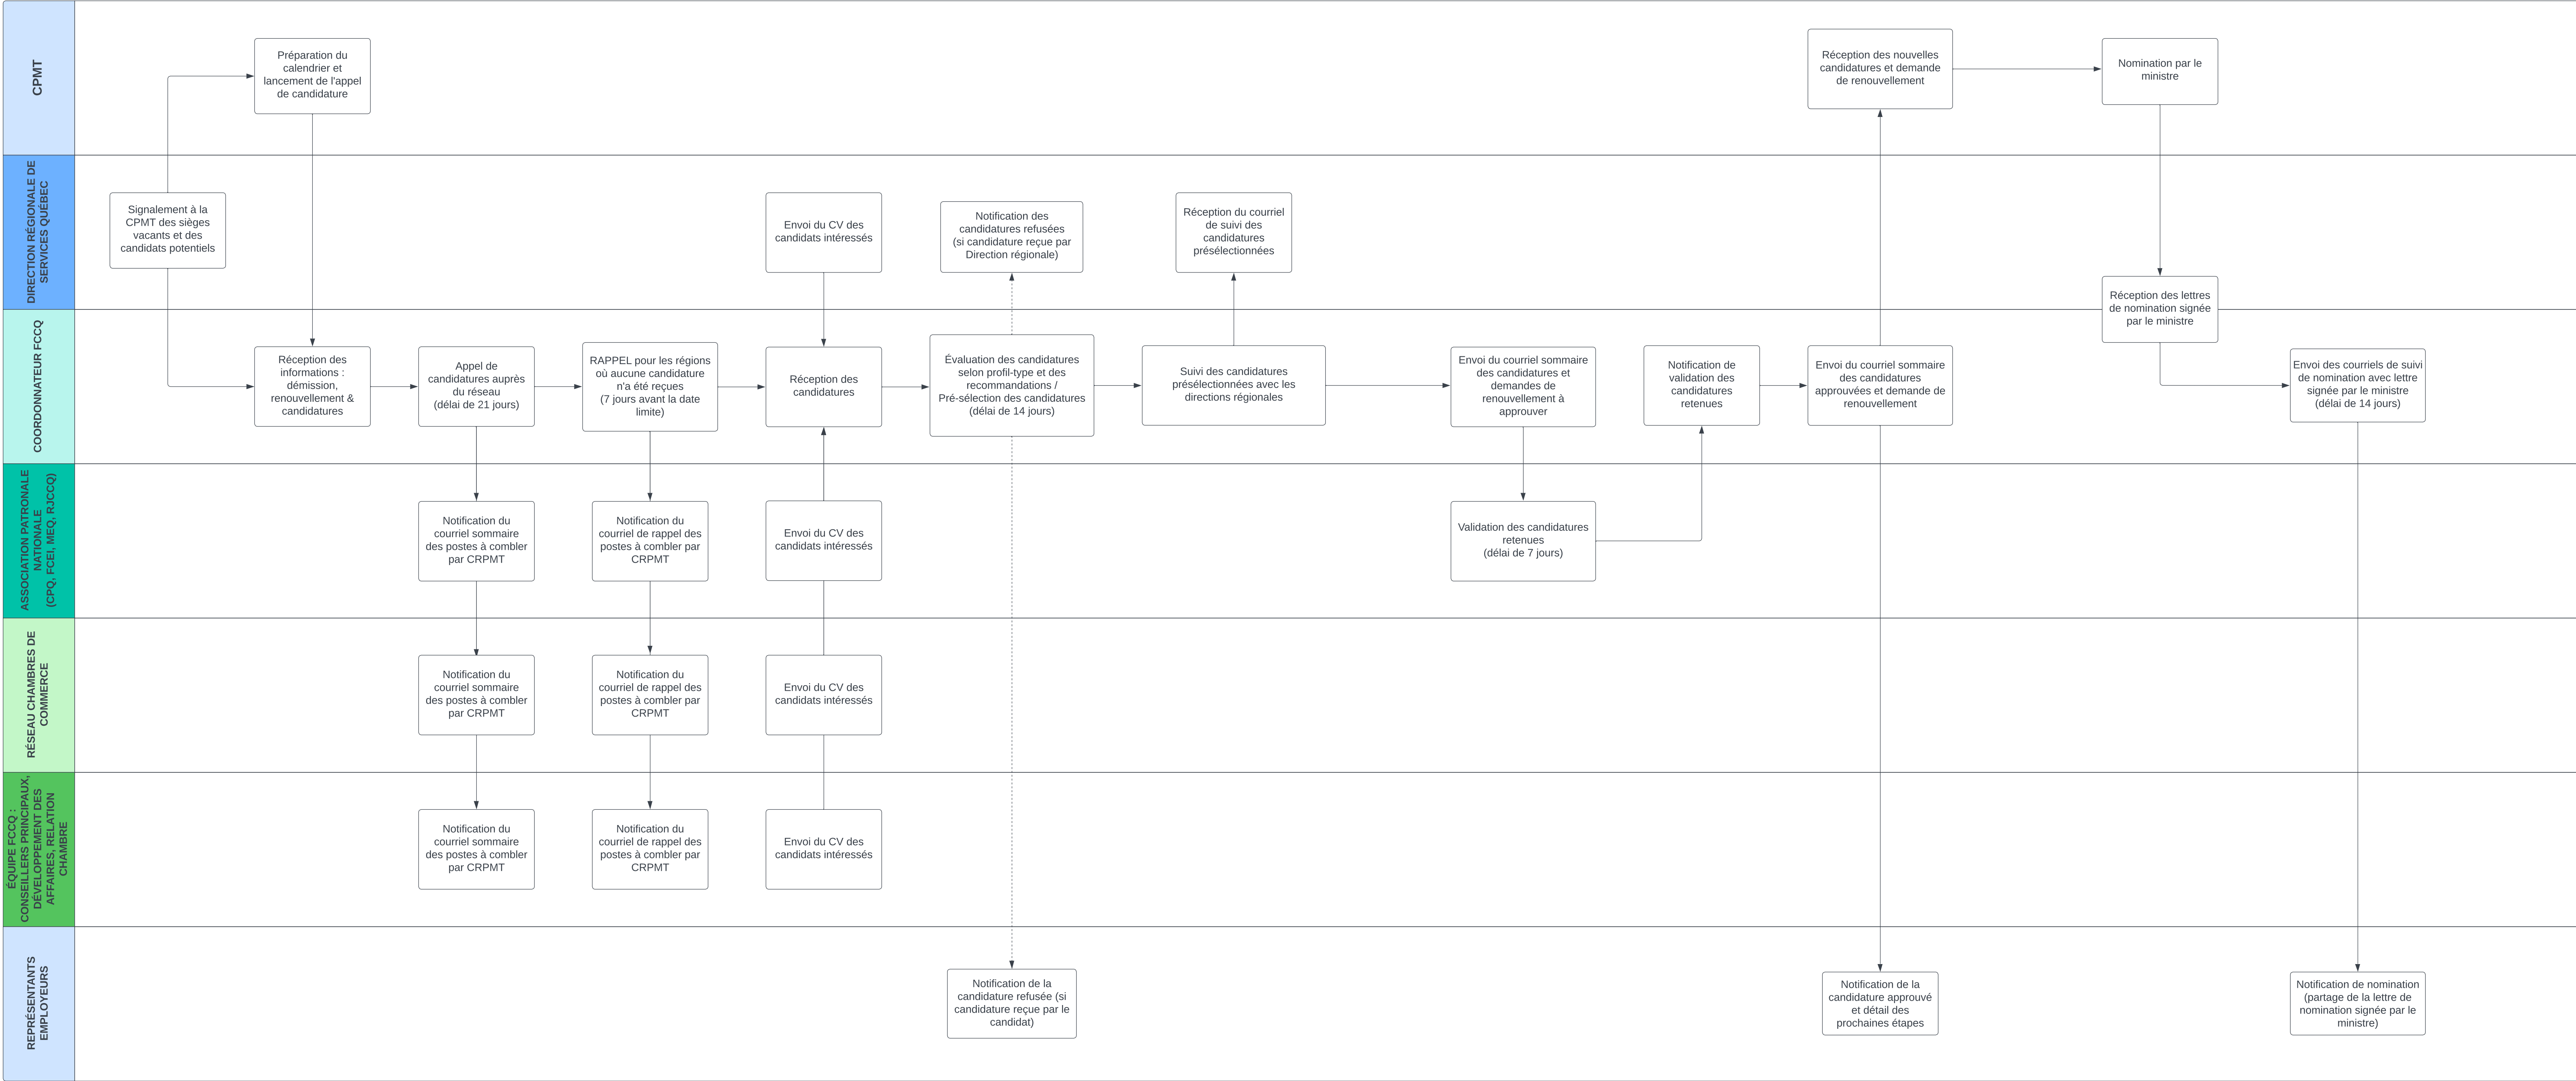 CPMT
Préparation du
calendrier et
lancement de l'appel
de candidature
Réception des nouvelles
candidatures et demande
de renouvellement
Nomination par le
ministre
DIRECTION RÉGIONALE DE
SERVICES QUÉBEC
Signalement à la
CPMT des sièges
vacants et des
candidats potentiels
Envoi du CV des
candidats intéressés
Notification des
candidatures refusées
(si candidature reçue par
Direction régionale)
Réception du courriel
de suivi des
candidatures
présélectionnées
Réception des lettres
de nomination signée
par le ministre
COORDONNATEUR FCCQ
Réception des
informations :
démission,
renouvellement &
candidatures
Appel de
candidatures auprès
du réseau
(délai de 21 jours)
RAPPEL pour les régions
où aucune candidature
n'a été reçues
(7 jours avant la date
limite)
Réception des
candidatures
Évaluation des candidatures
selon profil-type et des
recommandations /
Pré-sélection des candidatures
(délai de 14 jours)
Suivi des candidatures
présélectionnées avec les
directions régionales
Envoi du courriel sommaire
des candidatures et
demandes de
renouvellement à
approuver
Notification de
validation des
candidatures
retenues
Envoi du courriel sommaire
des candidatures
approuvées et demande de
renouvellement
Envoi des courriels de suivi
de nomination avec lettre
signée par le ministre
(délai de 14 jours)
ASSOCIATION PATRONALE
NATIONALE
(CPQ, FCEI, MEQ, RJCCQ)
Notification du
courriel sommaire
des postes à combler
par CRPMT
Notification du
courriel de rappel des
postes à combler par
CRPMT
Envoi du CV des
candidats intéressés
Validation des candidatures
retenues
(délai de 7 jours)
RÉSEAU CHAMBRES DE
COMMERCE
Notification du
courriel sommaire
des postes à combler
par CRPMT
Notification du
courriel de rappel des
postes à combler par
CRPMT
Envoi du CV des
candidats intéressés
ÉQUIPE FCCQ :
CONSEILLERS PRINCIPAUX,
DÉVELOPPEMENT DES
AFFAIRES, RELATION
CHAMBRE
Notification du
courriel sommaire
des postes à combler
par CRPMT
Notification du
courriel de rappel des
postes à combler par
CRPMT
Envoi du CV des
candidats intéressés
REPRÉSENTANTS
EMPLOYEURS
Notification de la
candidature refusée (si
candidature reçue par le
candidat)
Notification de la
candidature approuvé
et détail des
prochaines étapes
Notification de nomination
(partage de la lettre de
nomination signée par le
ministre)